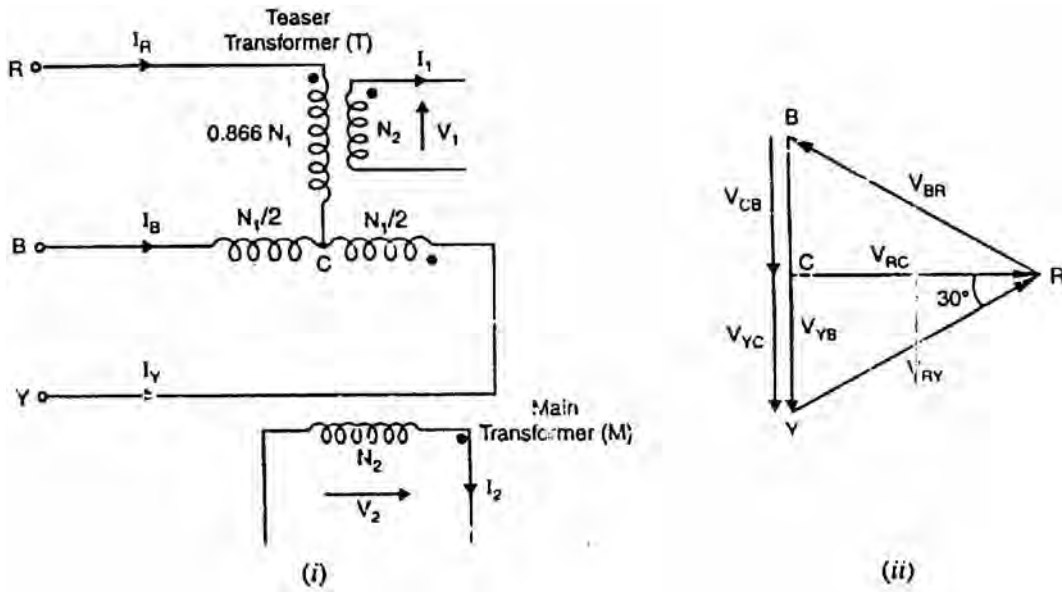 Teaser
Transformer (T)
I_R
I_1
R
0.866 N_1
N_2
V_1
I_B
N_1/2
N_1/2
B
C
I_Y
Y
Main
Transformer (M)
N_2
V_2
I_2
(i)
B
V_CB
V_BR
C
V_RC
R
30°
V_YC
V_YB
V_RY
Y
(ii)